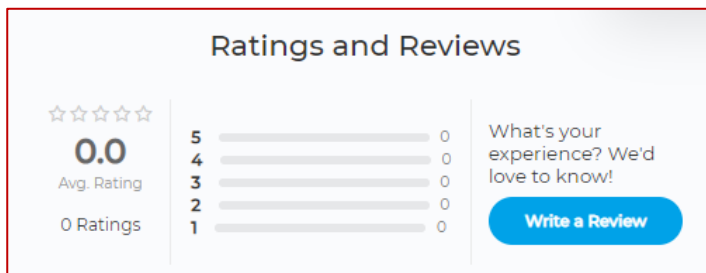 Ratings and Reviews
0.0
Avg. Rating
0 Ratings
5 0
4 0
3 0
2 0
1 0
What's your
experience? We'd
love to know!
Write a Review